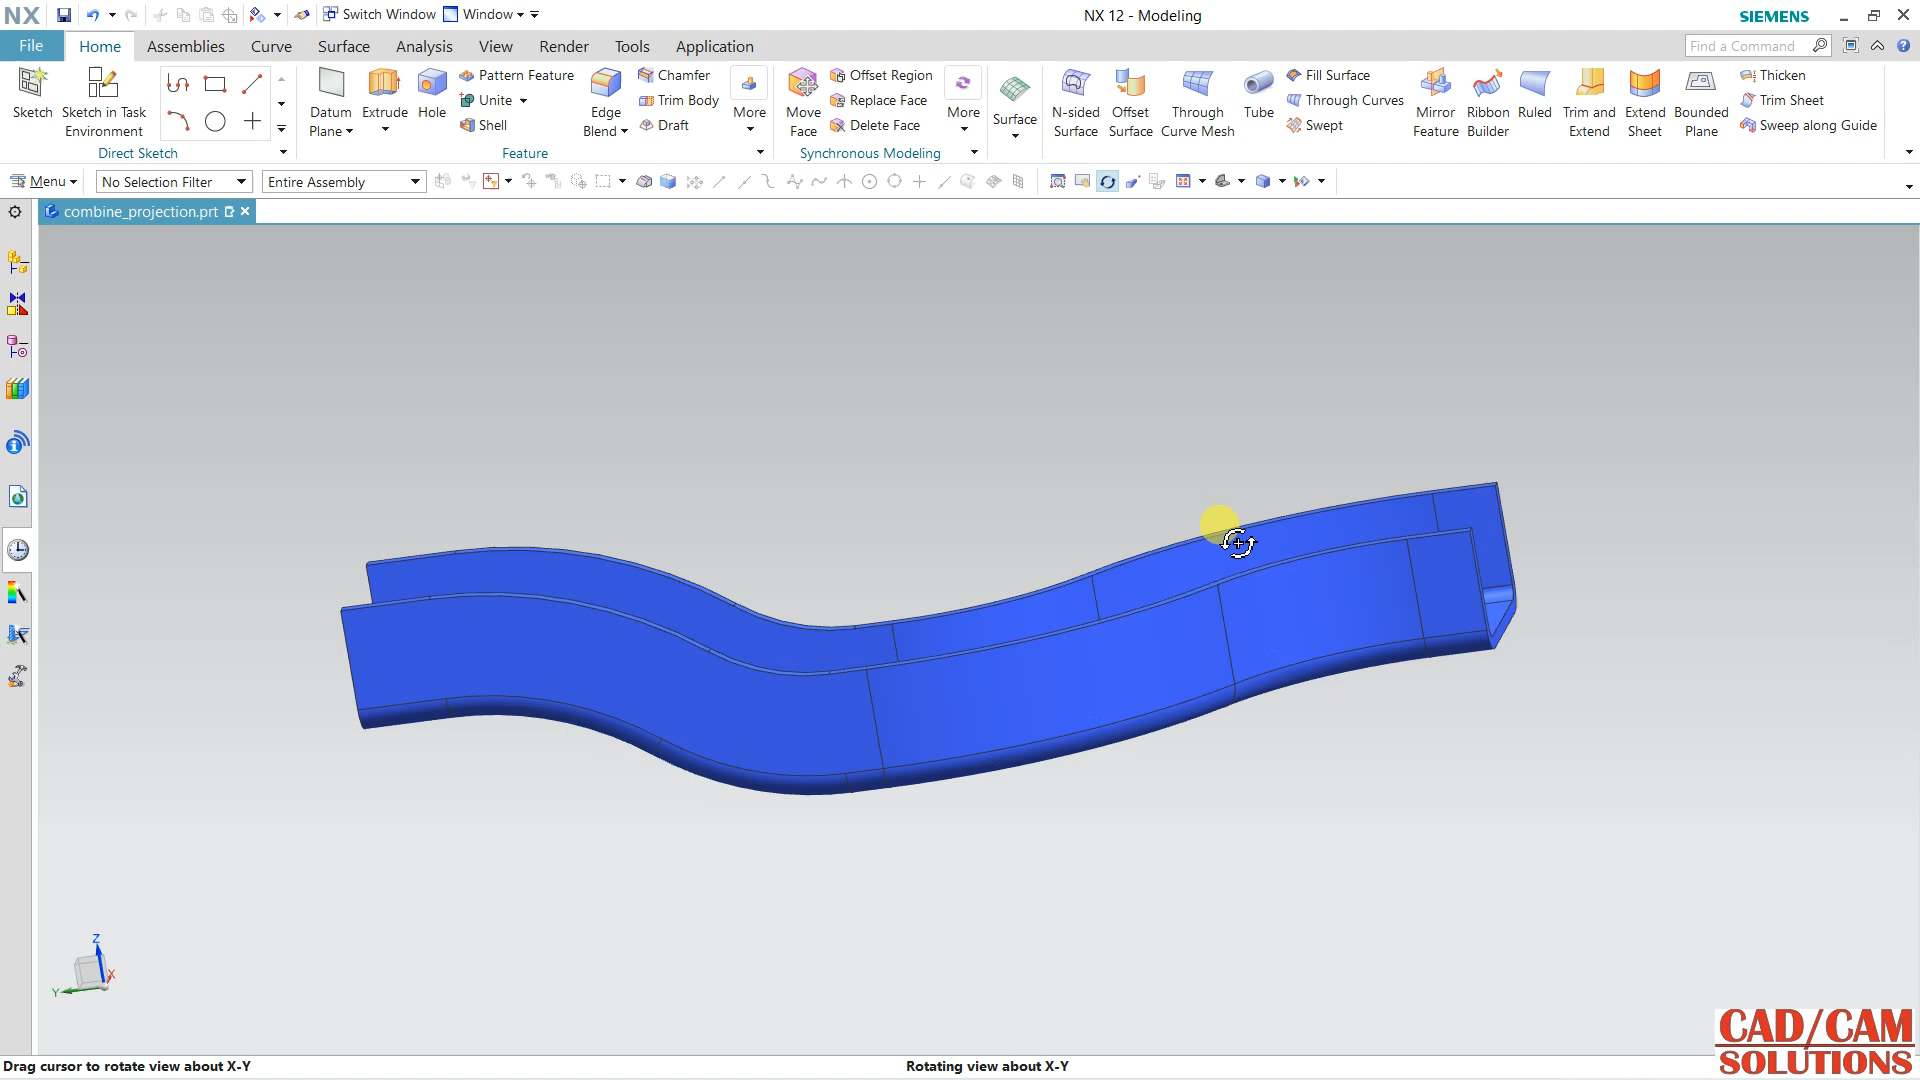 NX Switch Window Window NX 12 - Modeling SIEMENS
File Home Assemblies Curve Surface Analysis View Render Tools Application Find a Command
Sketch Sketch in Task Environment
Direct Sketch
Datum Plane Extrude Hole Pattern Feature Unite Shell Edge Blend Chamfer Trim Body Draft More
Feature
Move Face Offset Region Replace Face Delete Face More
Synchronous Modeling
Surface
N-sided Surface Offset Surface Through Curve Mesh Tube Fill Surface Through Curves Swept Mirror Feature Ribbon Builder Ruled Trim and Extend Extend Sheet Bounded Plane Thicken Trim Sheet Sweep along Guide
Menu No Selection Filter Entire Assembly
combine_projection.prt
Z
X
Y
CAD/CAM
SOLUTIONS
Drag cursor to rotate view about X-Y Rotating view about X-Y